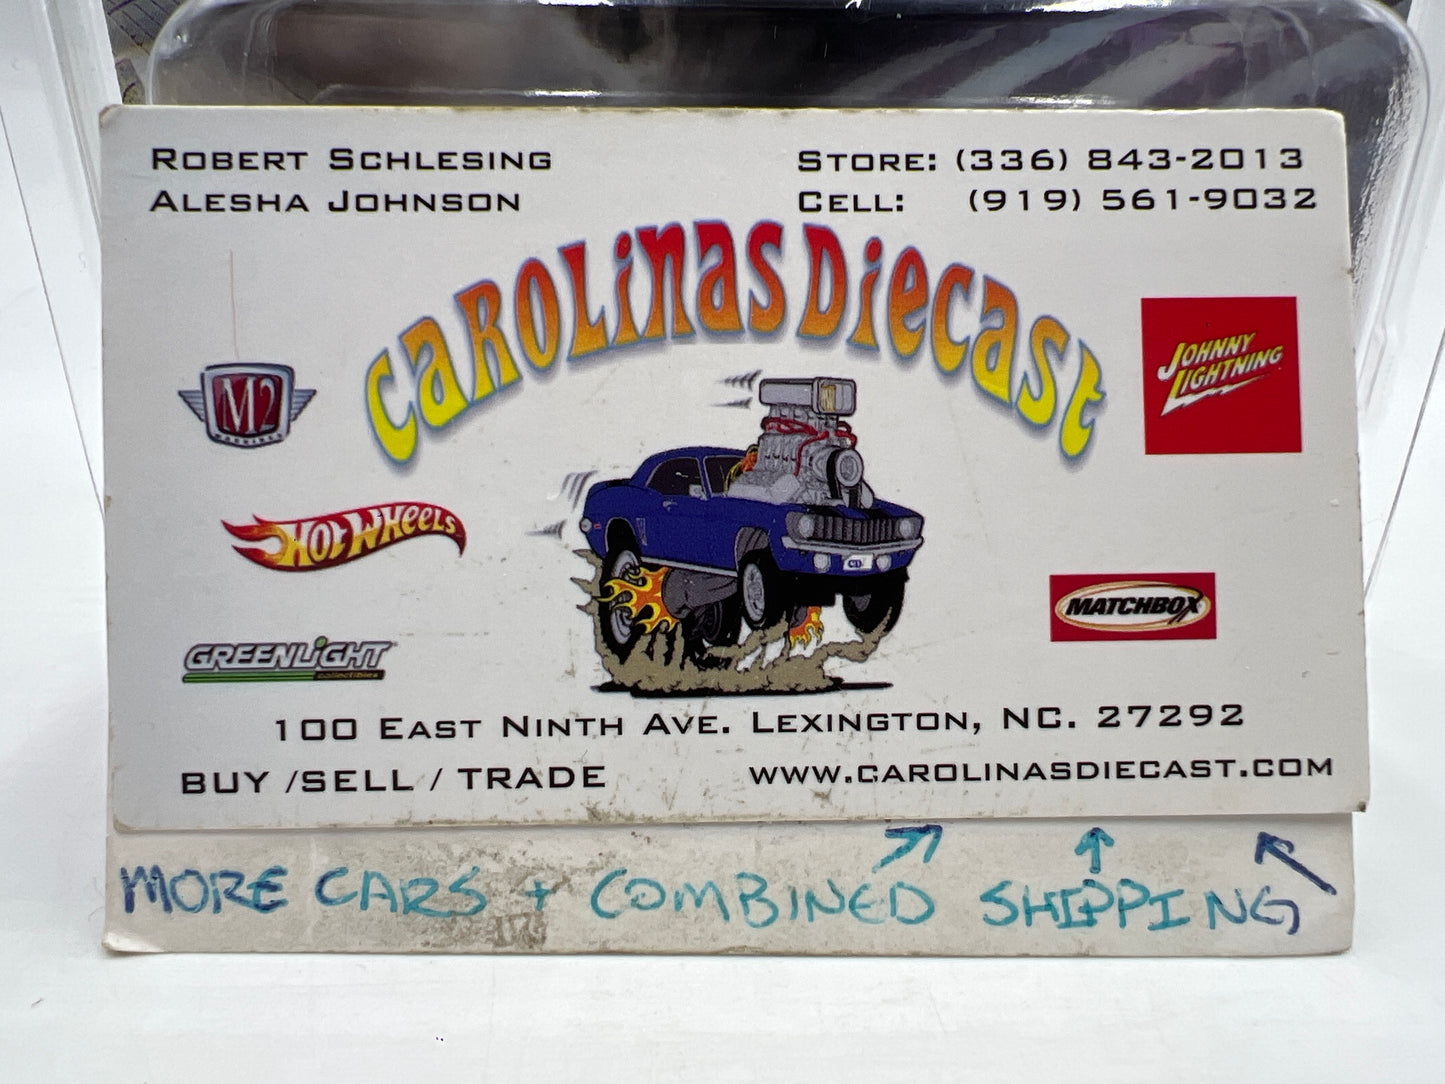 ROBERT SCHLESING
ALESHA JOHNSON
STORE: (336) 843-2013
CELL: (919) 561-9032
CAROLINAS DIECAST
M2
MACHINES
JOHNNY
LIGHTNING
HOT WHEELS
MATCHBOX
GREENLIGHT
collectibles
100 EAST NINTH AVE. LEXINGTON, NC. 27292
BUY /SELL / TRADE
WWW.CAROLINASDIECAST.COM
MORE CARS + COMBINED SHIPPING